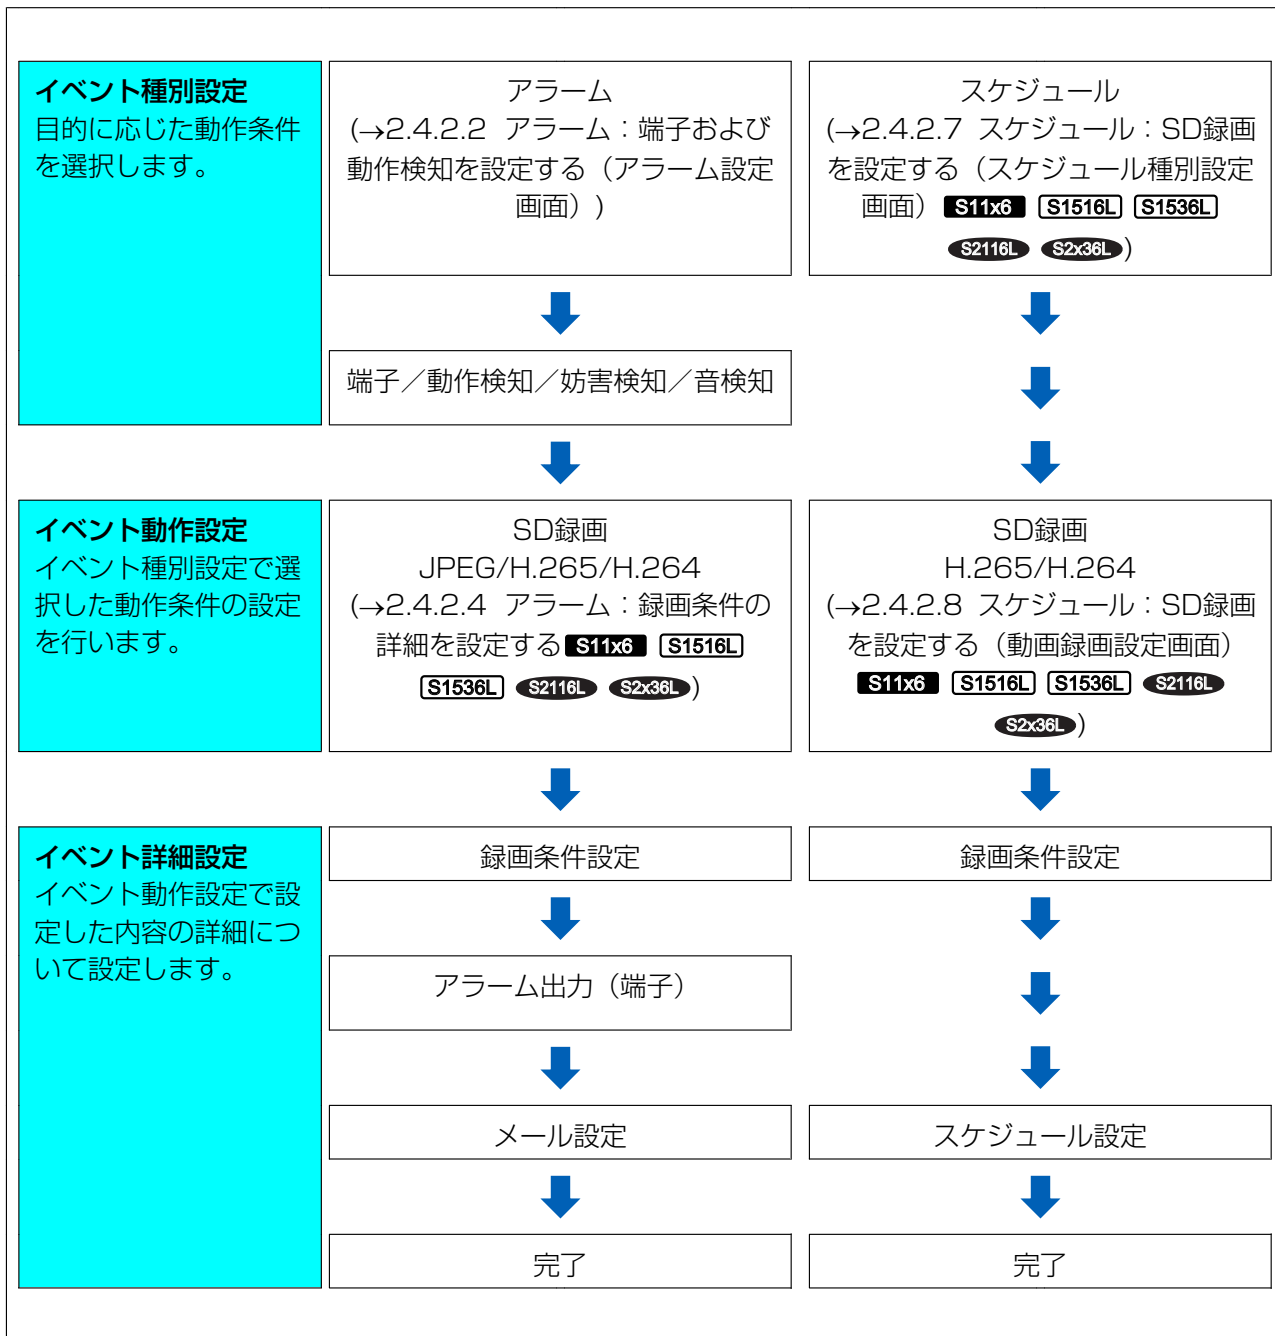 イベント種別設定
目的に応じた動作条件
を選択します。
アラーム
(→2.4.2.2 アラーム：端子および
動作検知を設定する（アラーム設定
画面）)
スケジュール
(→2.4.2.7 スケジュール：SD録画
を設定する（スケジュール種別設定
画面） S11x6 S1516L S1536L
S2116L S2x36L)
端子／動作検知／妨害検知／音検知
イベント動作設定
イベント種別設定で選
択した動作条件の設定
を行います。
SD録画
JPEG/H.265/H.264
(→2.4.2.4 アラーム：録画条件の
詳細を設定する S11x6 S1516L
S1536L S2116L S2x36L)
SD録画
H.265/H.264
(→2.4.2.8 スケジュール：SD録画
を設定する（動画録画設定画面）
S11x6 S1516L S1536L S2116L
S2x36L)
イベント詳細設定
イベント動作設定で設
定した内容の詳細につ
いて設定します。
録画条件設定
録画条件設定
アラーム出力（端子）
メール設定
スケジュール設定
完了
完了